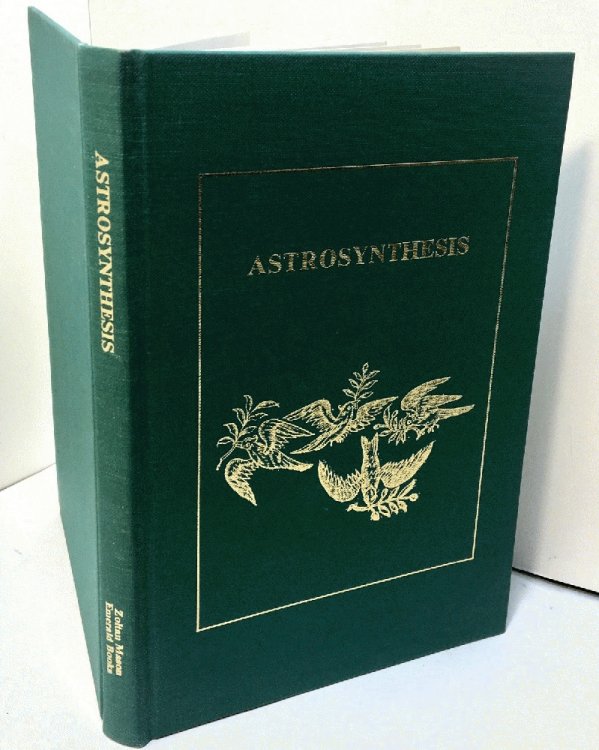 ASTROSYNTHESIS
ASTROSYNTHESIS
Zoltan Mason
Emerald Books